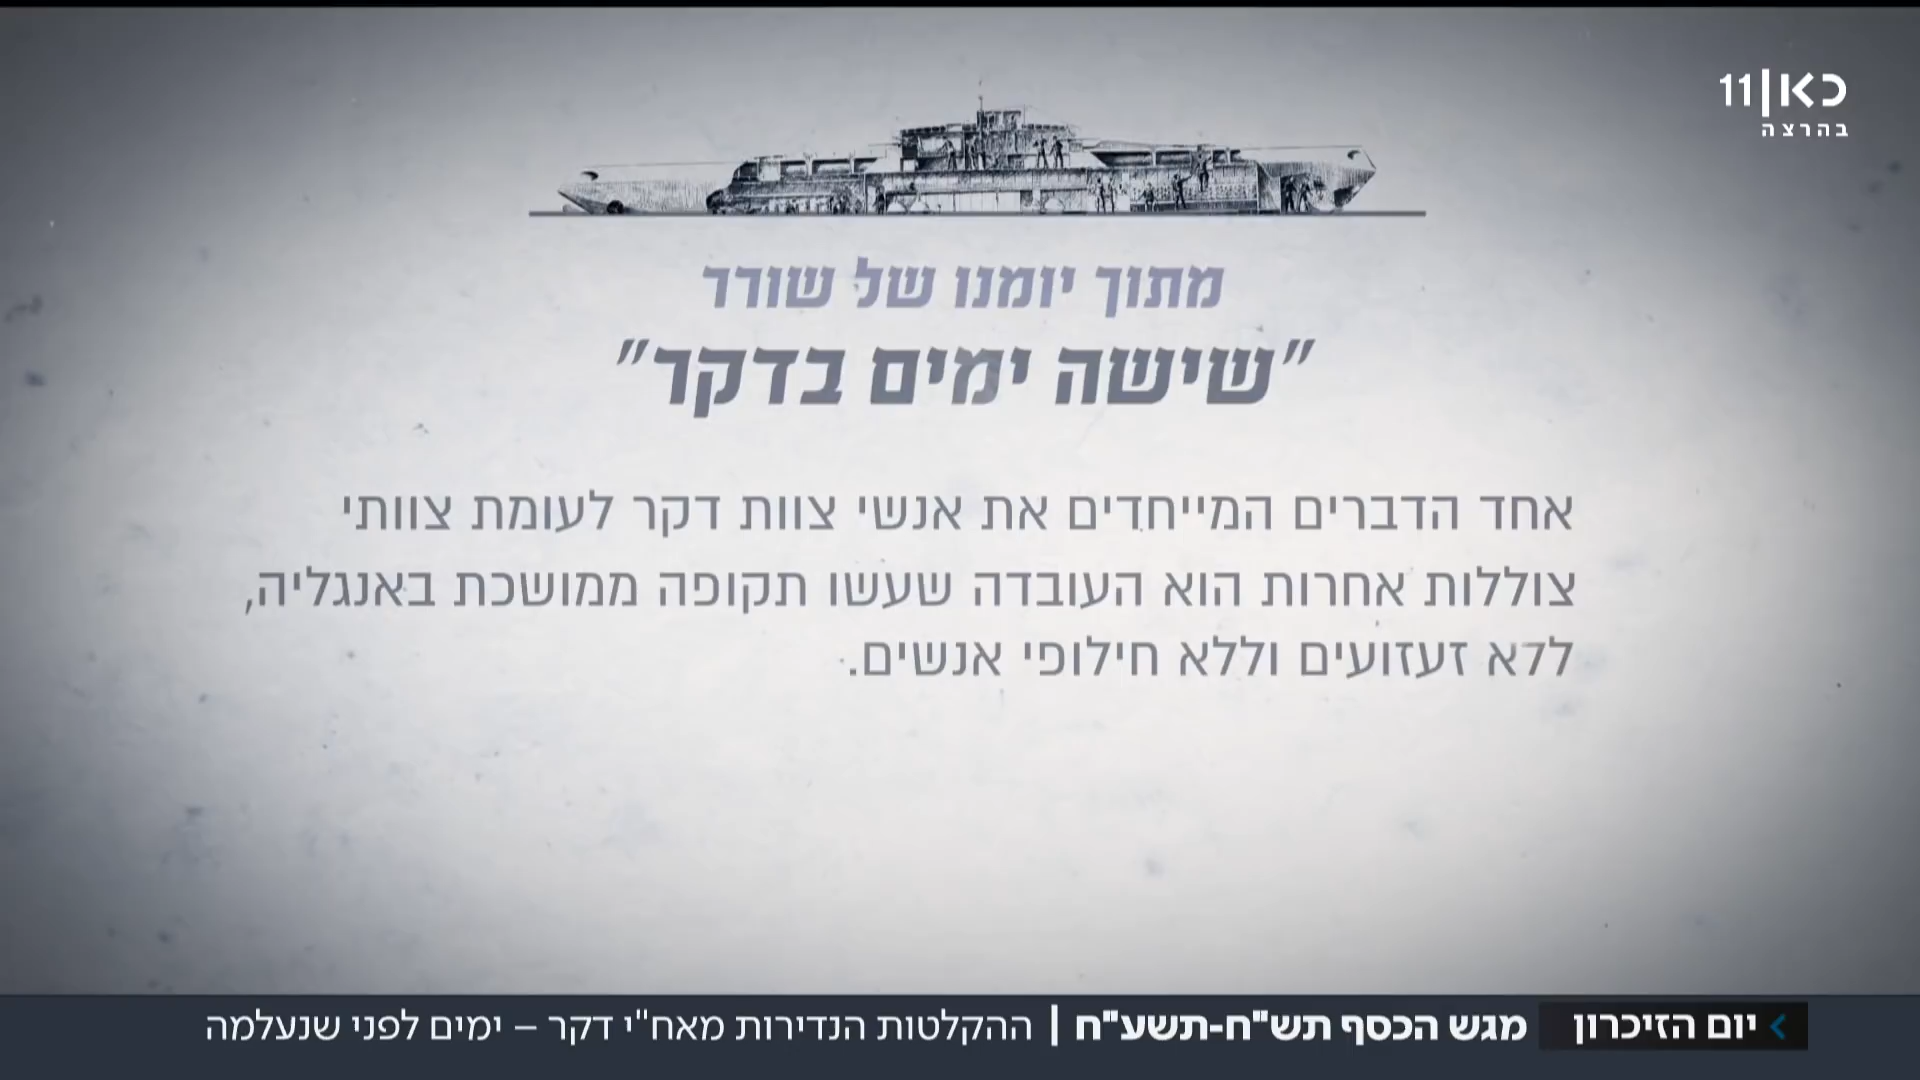 כאן|11
בהרצה
מתוך יומנו של שורר
"שישה ימים בדקר"
אחד הדברים המייחדים את אנשי צוות דקר לעומת צוותי
צוללות אחרות הוא העובדה שעשו תקופה ממושכת באנגליה,
ללא זעזועים וללא חילופי אנשים.
יום הזיכרון מגש הכסף תש"ח-תשע"ח | ההקלטות הנדירות מאח"י דקר – ימים לפני שנעלמה